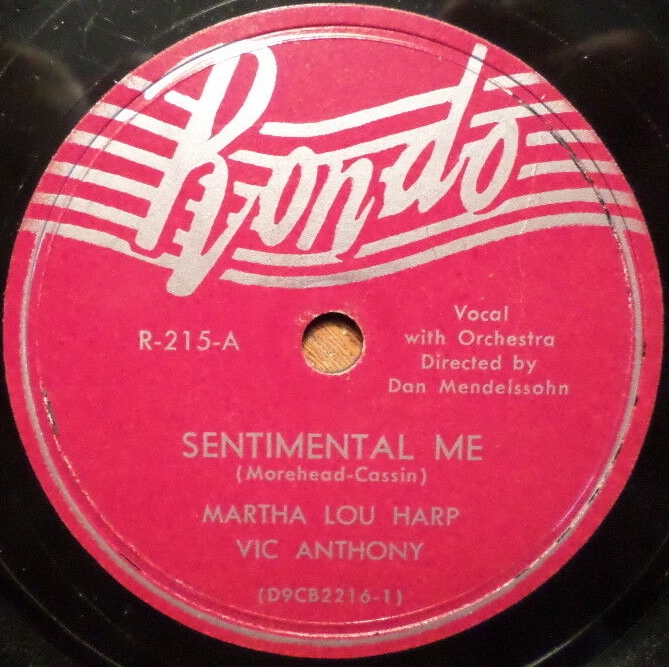 Rondo
R-215-A
Vocal
with Orchestra
Directed by
Dan Mendelssohn
SENTIMENTAL ME
(Morehead-Cassin)
MARTHA LOU HARP
VIC ANTHONY
(D9CB2216-1)